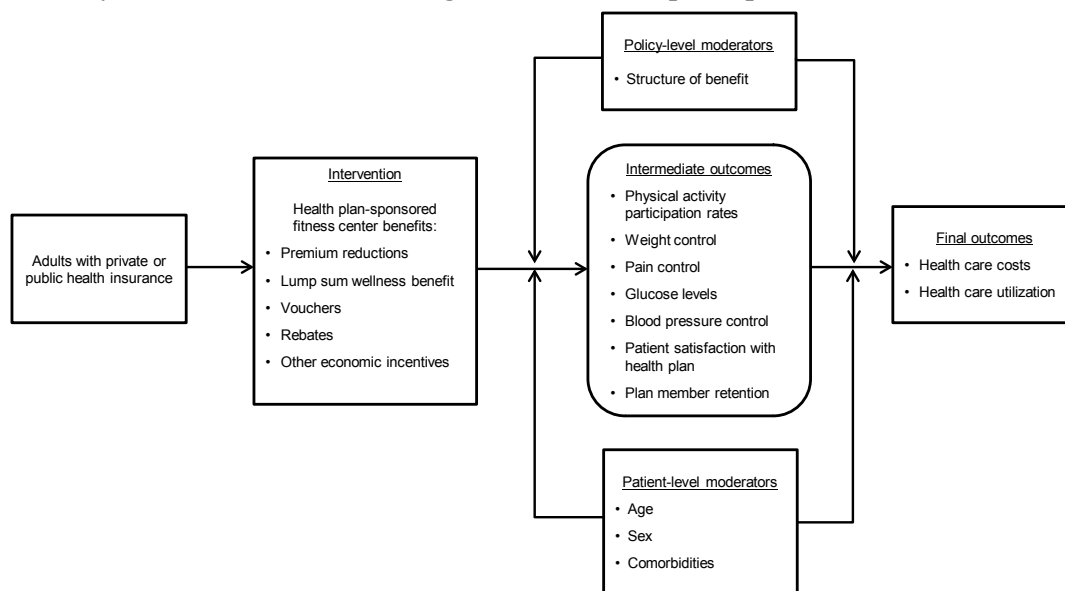 Policy-level moderators
• Structure of benefit
Intervention
Health plan-sponsored
fitness center benefits:
• Premium reductions
• Lump sum wellness benefit
• Vouchers
• Rebates
• Other economic incentives
Intermediate outcomes
• Physical activity
participation rates
• Weight control
• Pain control
• Glucose levels
• Blood pressure control
• Patient satisfaction with
health plan
• Plan member retention
Adults with private or
public health insurance
Final outcomes
• Health care costs
• Health care utilization
Patient-level moderators
• Age
• Sex
• Comorbidities